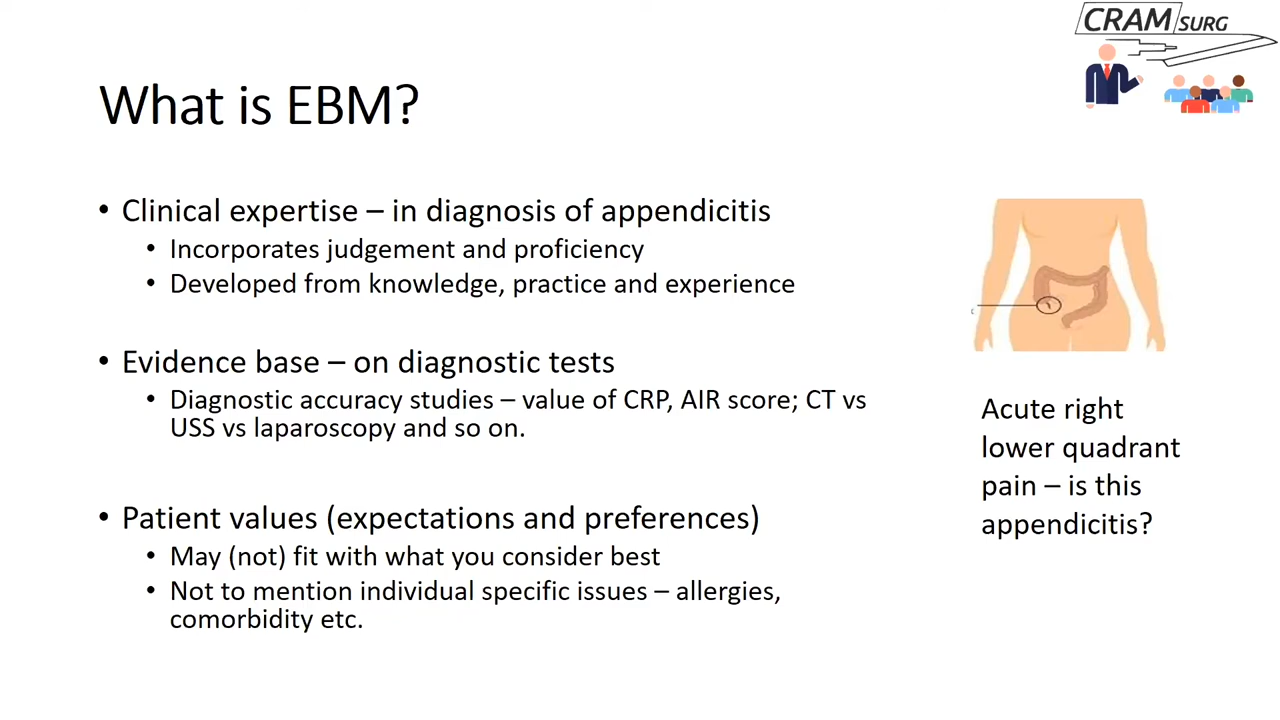 CRAM SURG
What is EBM?
• Clinical expertise – in diagnosis of appendicitis
• Incorporates judgement and proficiency
• Developed from knowledge, practice and experience
• Evidence base – on diagnostic tests
• Diagnostic accuracy studies – value of CRP, AIR score; CT vs
USS vs laparoscopy and so on.
• Patient values (expectations and preferences)
• May (not) fit with what you consider best
• Not to mention individual specific issues – allergies,
comorbidity etc.
Acute right
lower quadrant
pain – is this
appendicitis?